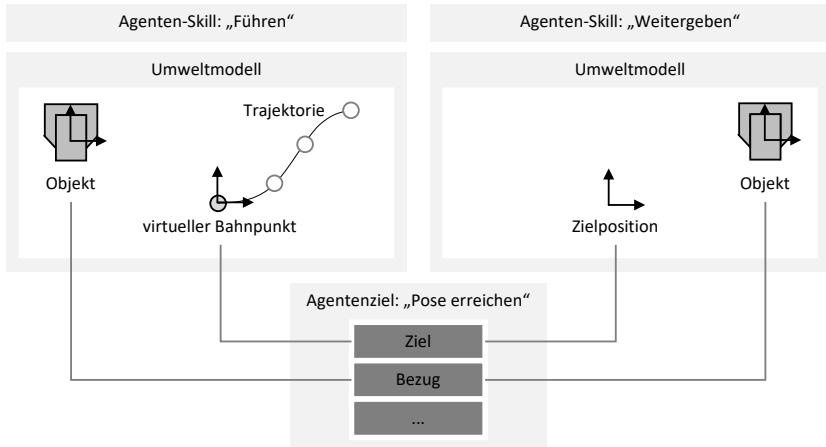 Agenten-Skill: „Führen“
Agenten-Skill: „Weitergeben“
Umweltmodell
Umweltmodell
Trajektorie
Objekt
virtueller Bahnpunkt
Zielposition
Objekt
Agentenziel: „Pose erreichen“
Ziel
Bezug
...